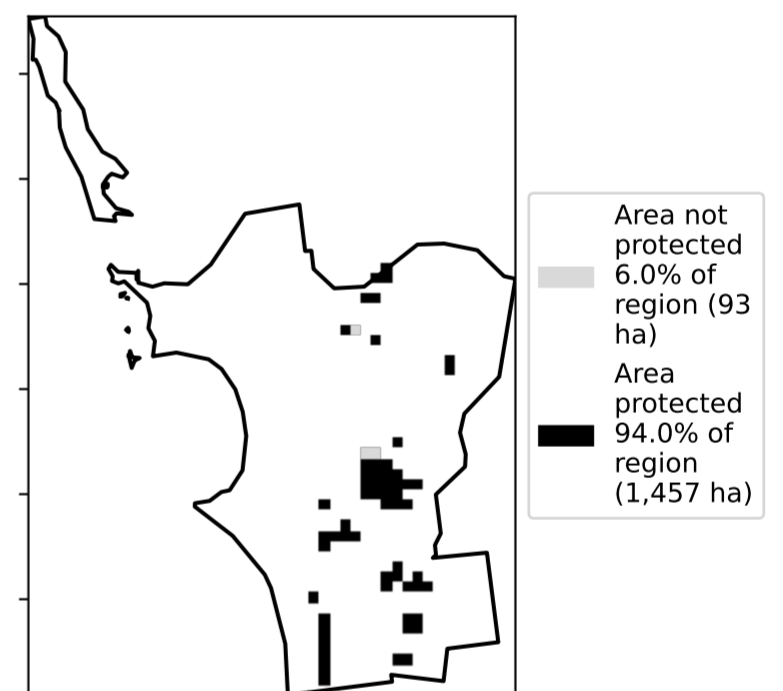 Area not
protected
6.0% of
region (93
ha)
Area
protected
94.0% of
region
(1,457 ha)